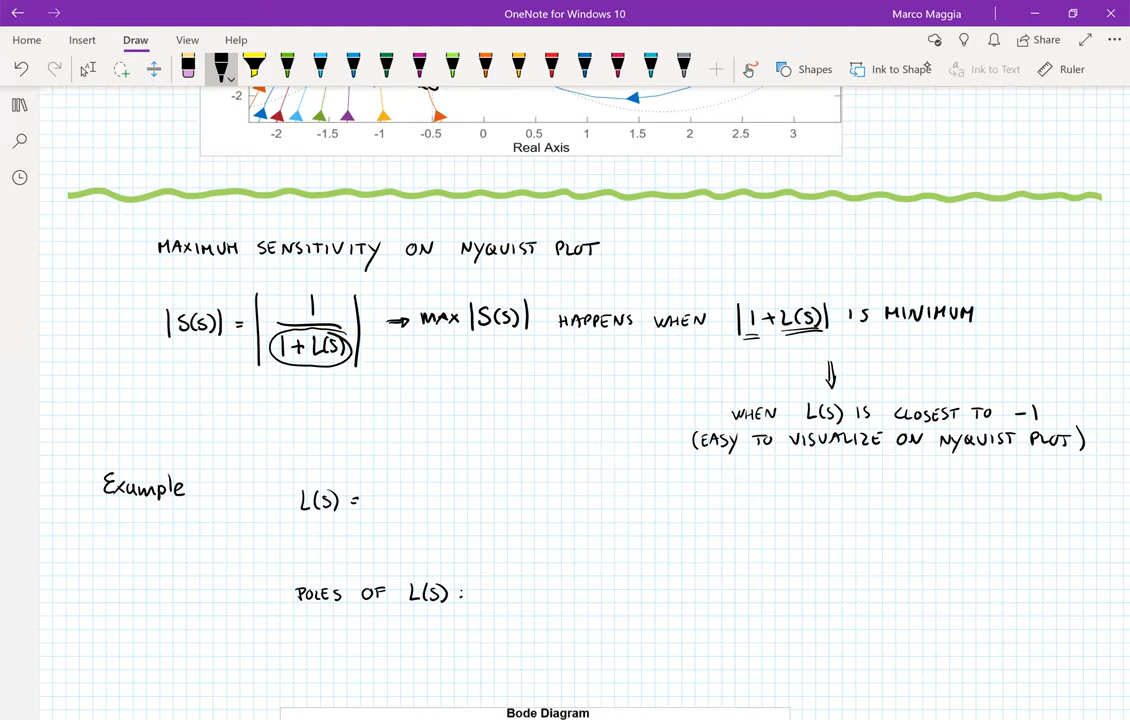 OneNote for Windows 10
Marco Maggia
Home Insert Draw View Help
Share
Shapes Ink to Shape Ink to Text Ruler
-2
-2 -1.5 -1 -0.5 0 0.5 1 1.5 2 2.5 3
Real Axis
MAXIMUM SENSITIVITY ON NYQUIST PLOT
|S(s)| = |1 / (1 + L(s))| ⇒ MAX |S(s)| HAPPENS WHEN |1 + L(s)| IS MINIMUM
⇓
WHEN L(s) IS CLOSEST TO -1
(EASY TO VISUALIZE ON NYQUIST PLOT)
Example L(s) =
POLES OF L(s) :
Bode Diagram